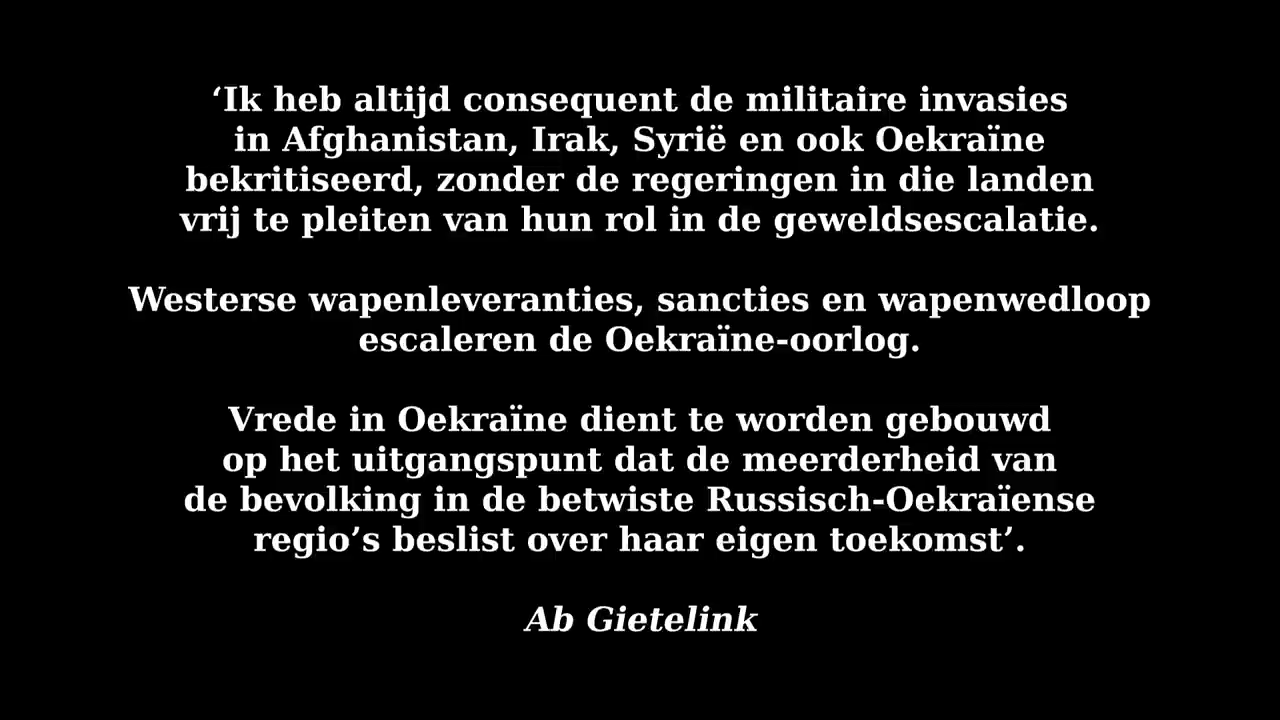 ‘Ik heb altijd consequent de militaire invasies
in Afghanistan, Irak, Syrië en ook Oekraïne
bekritiseerd, zonder de regeringen in die landen
vrij te pleiten van hun rol in de geweldsescalatie.
Westerse wapenleveranties, sancties en wapenwedloop
escaleren de Oekraïne-oorlog.
Vrede in Oekraïne dient te worden gebouwd
op het uitgangspunt dat de meerderheid van
de bevolking in de betwiste Russisch-Oekraïense
regio’s beslist over haar eigen toekomst’.
Ab Gietelink